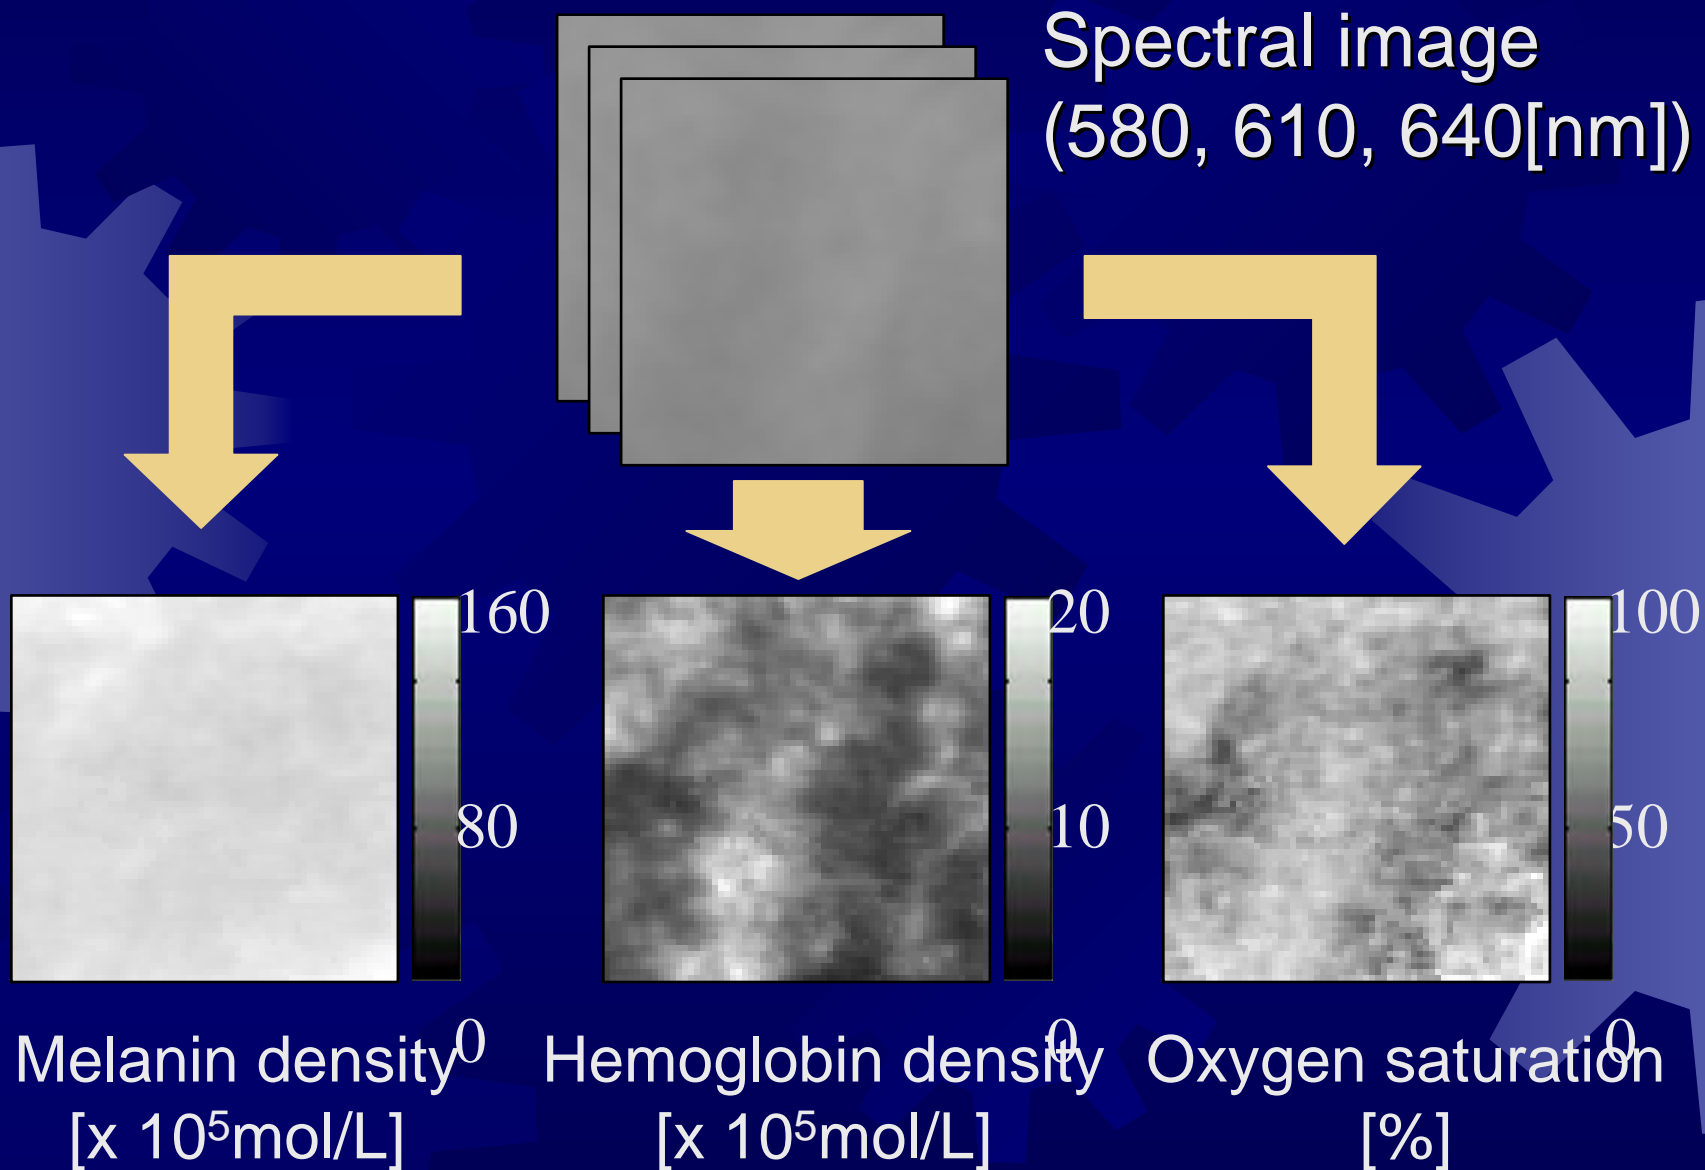 Spectral image
(580, 610, 640[nm])
160
80
0
20
10
0
100
50
0
Melanin density
[x 10⁵mol/L]
Hemoglobin density
[x 10⁵mol/L]
Oxygen saturation
[%]